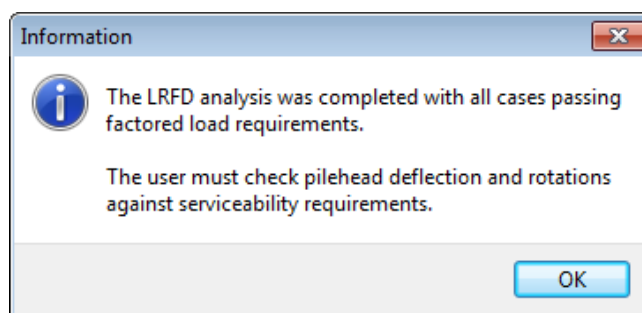 Information
The LRFD analysis was completed with all cases passing
factored load requirements.
The user must check pilehead deflection and rotations
against serviceability requirements.
OK